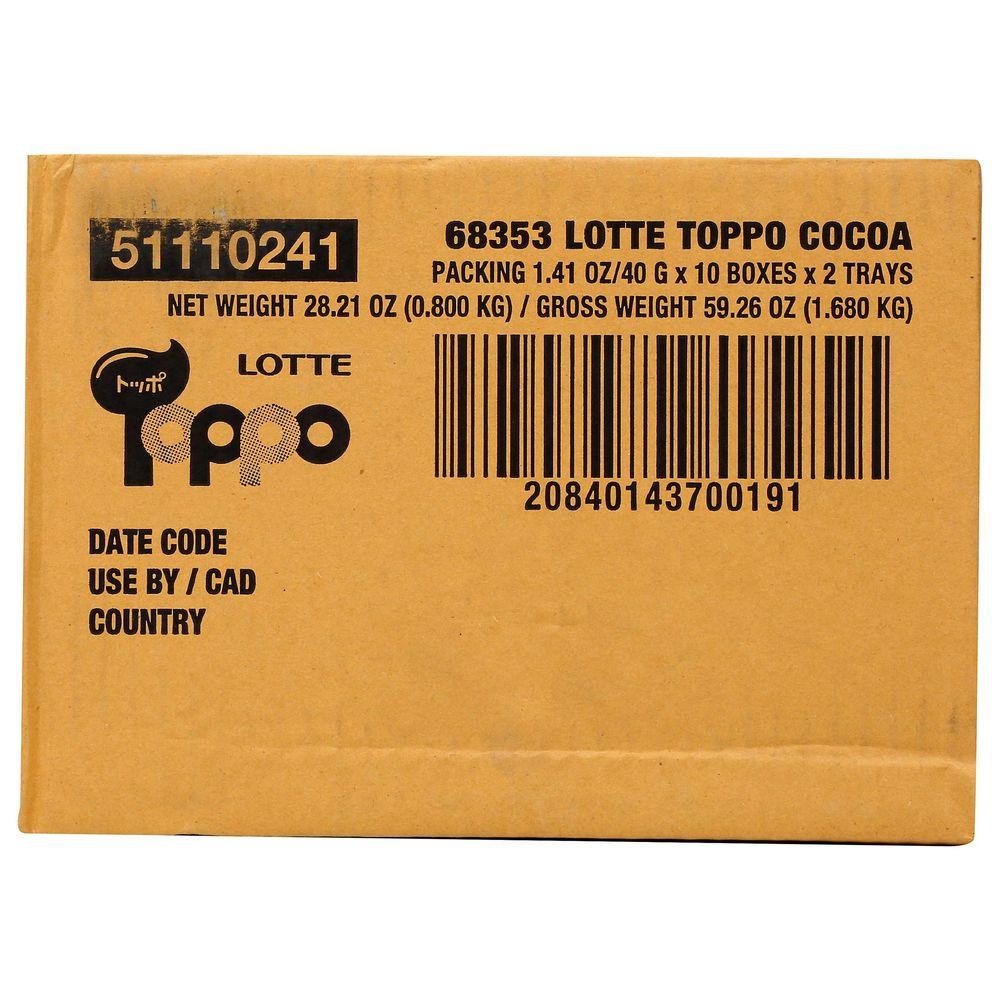 51110241
68353 LOTTE TOPPO COCOA
PACKING 1.41 OZ/40 G x 10 BOXES x 2 TRAYS
NET WEIGHT 28.21 OZ (0.800 KG) / GROSS WEIGHT 59.26 OZ (1.680 KG)
LOTTE
トッポ
Toppo
20840143700191
DATE CODE
USE BY / CAD
COUNTRY